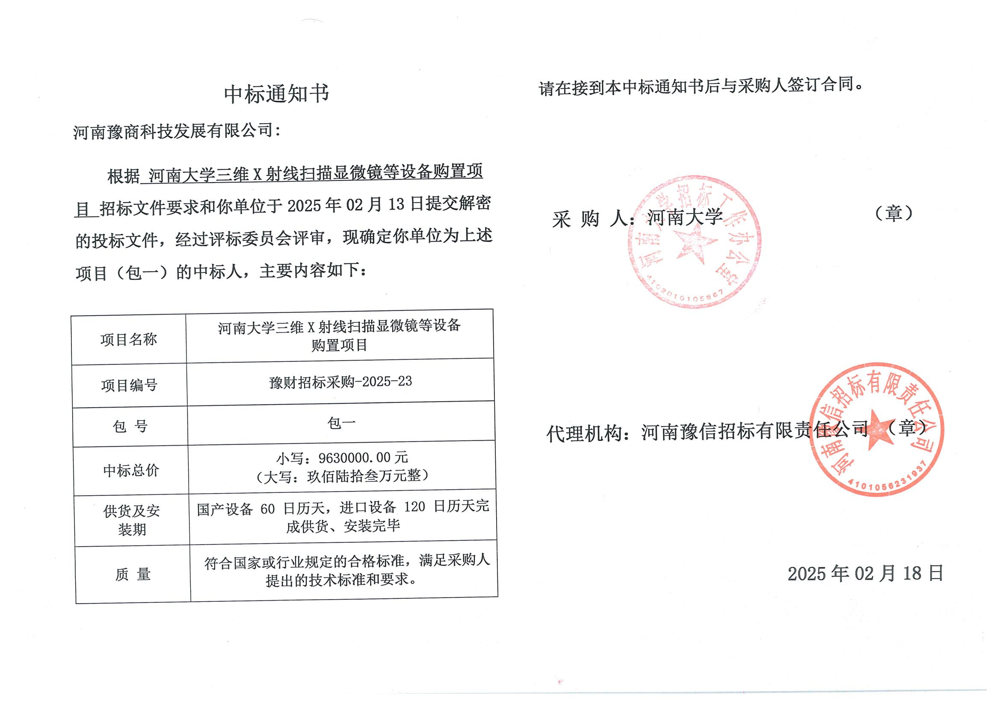 中标通知书
河南豫商科技发展有限公司：
根据 河南大学三维 X 射线扫描显微镜等设备购置项
目 招标文件要求和你单位于 2025 年 02 月 13 日提交解密
的投标文件，经过评标委员会评审，现确定你单位为上述
项目（包一）的中标人，主要内容如下：
项目名称
河南大学三维 X 射线扫描显微镜等设备
购置项目
项目编号
豫财招标采购-2025-23
包 号
包一
中标总价
小写：9630000.00 元
（大写：玖佰陆拾叁万元整）
供货及安
装期
国产设备 60 日历天，进口设备 120 日历天完
成供货、安装完毕
质 量
符合国家或行业规定的合格标准，满足采购人
提出的技术标准和要求。
请在接到本中标通知书后与采购人签订合同。
采 购 人：河南大学 （章）
河南大学招标工作办公室
4102010105667
代理机构：河南豫信招标有限责任公司 （章）
河南豫信招标有限责任公司
4101056231937
2025 年 02 月 18 日